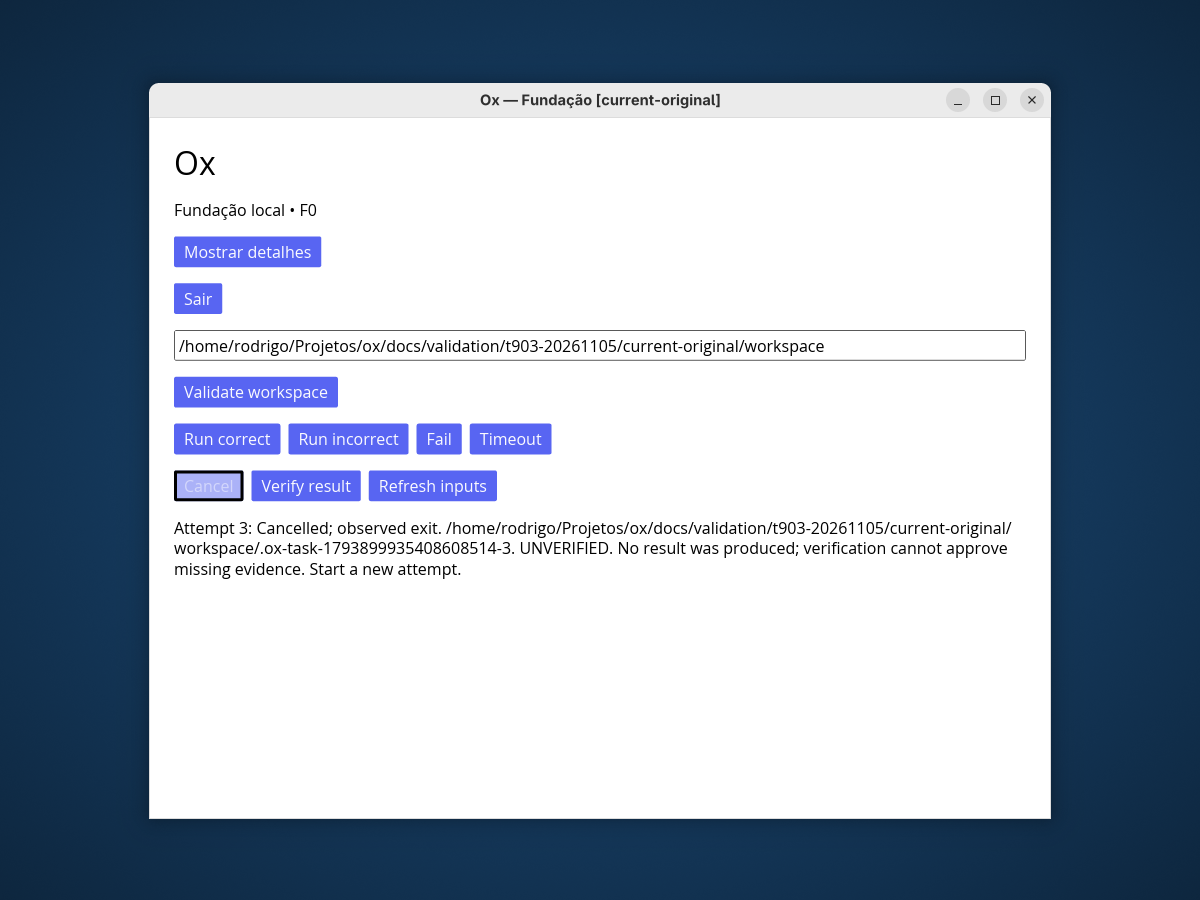 Ox — Fundação [current-original]
Ox
Fundação local • F0
Mostrar detalhes
Sair
/home/rodrigo/Projetos/ox/docs/validation/t903-20261105/current-original/workspace
Validate workspace
Run correct Run incorrect Fail Timeout
Cancel Verify result Refresh inputs
Attempt 3: Cancelled; observed exit. /home/rodrigo/Projetos/ox/docs/validation/t903-20261105/current-original/
workspace/.ox-task-1793899935408608514-3. UNVERIFIED. No result was produced; verification cannot approve
missing evidence. Start a new attempt.